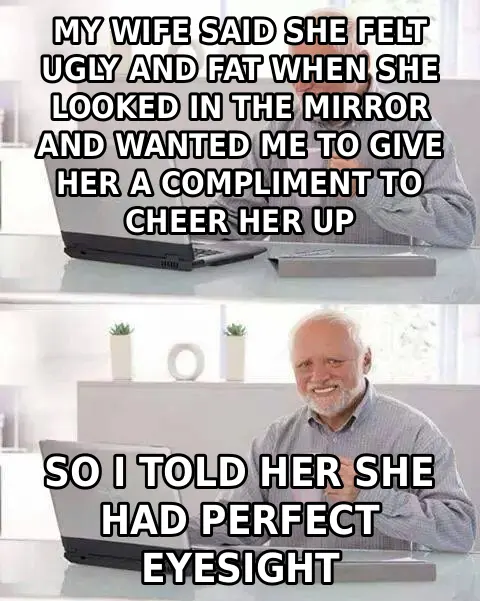 MY WIFE SAID SHE FELT
UGLY AND FAT WHEN SHE
LOOKED IN THE MIRROR
AND WANTED ME TO GIVE
HER A COMPLIMENT TO
CHEER HER UP
SO I TOLD HER SHE
HAD PERFECT
EYESIGHT